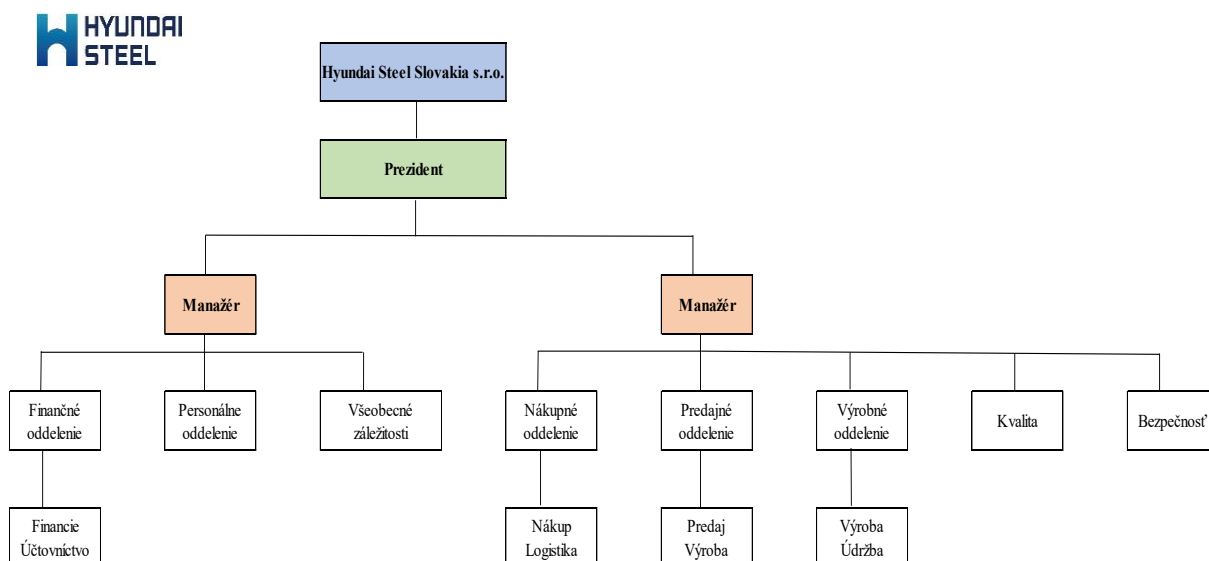 HYUNDAI
STEEL
Hyundai Steel Slovakia s.r.o.
Prezident
Manažér
Manažér
Finančné
oddelenie
Personálne
oddelenie
Všeobecné
záležitosti
Nákupné
oddelenie
Predajné
oddelenie
Výrobné
oddelenie
Kvalita
Bezpečnosť
Financie
Účtovníctvo
Nákup
Logistika
Predaj
Výroba
Výroba
Údržba